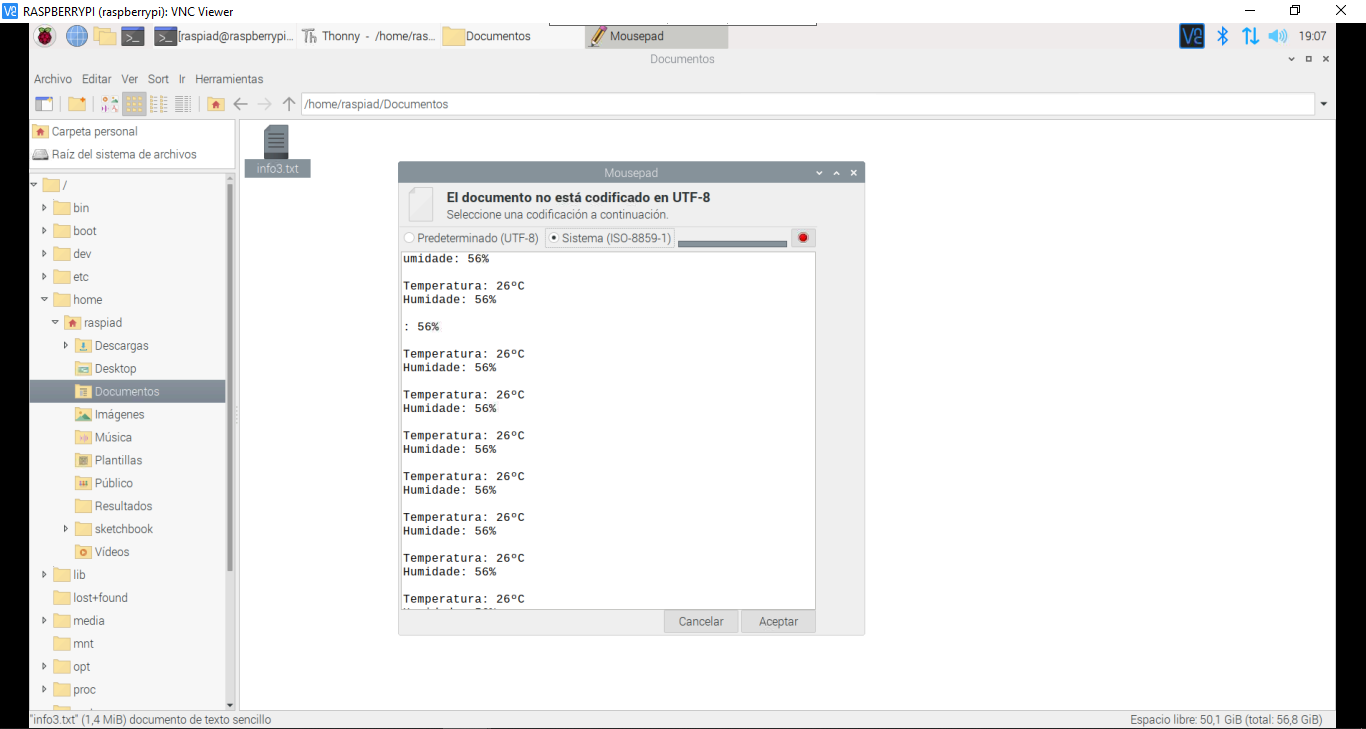 RASPBERRYPI (raspberrypi): VNC Viewer
[raspiad@raspberrypi... Thonny - /home/ras... Documentos Mousepad 19:07
Documentos
Archivo Editar Ver Sort Ir Herramientas
/home/raspiad/Documentos
Carpeta personal
Raíz del sistema de archivos
/
bin
boot
dev
etc
home
raspiad
Descargas
Desktop
Documentos
Imágenes
Música
Plantillas
Público
Resultados
sketchbook
Vídeos
lib
lost+found
media
mnt
opt
proc
info3.txt
Mousepad
El documento no está codificado en UTF-8
Seleccione una codificación a continuación.
Predeterminado (UTF-8) Sistema (ISO-8859-1)
umidade: 56%
Temperatura: 26ºC
Humidade: 56%
: 56%
Temperatura: 26ºC
Humidade: 56%
Temperatura: 26ºC
Humidade: 56%
Temperatura: 26ºC
Humidade: 56%
Temperatura: 26ºC
Humidade: 56%
Temperatura: 26ºC
Humidade: 56%
Temperatura: 26ºC
Humidade: 56%
Temperatura: 26ºC
Cancelar Aceptar
"info3.txt" (1,4 MiB) documento de texto sencillo
Espacio libre: 50,1 GiB (total: 56,8 GiB)